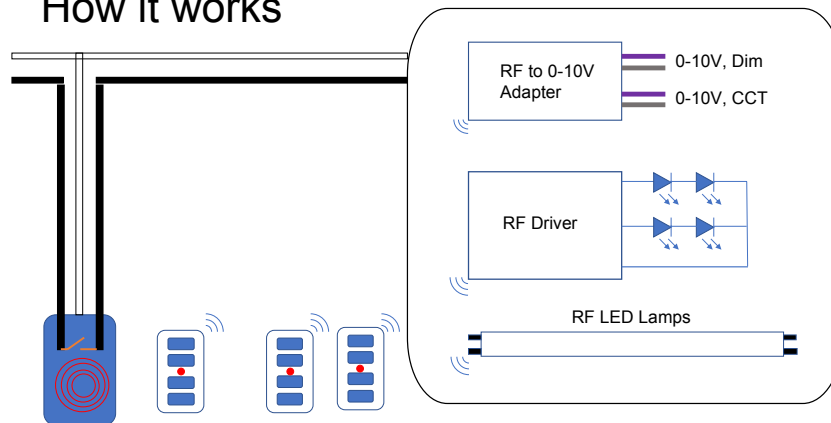 How it works
RF to 0-10V
Adapter
0-10V, Dim
0-10V, CCT
RF Driver
RF LED Lamps